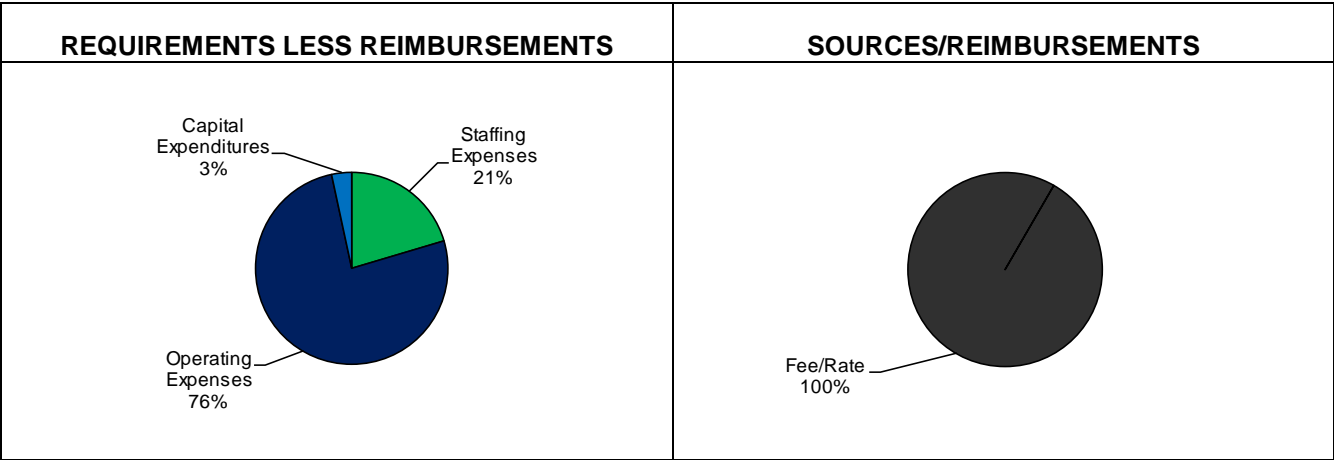 REQUIREMENTS LESS REIMBURSEMENTS
SOURCES/REIMBURSEMENTS
Capital
Expenditures
3%
Staffing
Expenses
21%
Operating
Expenses
76%
Fee/Rate
100%